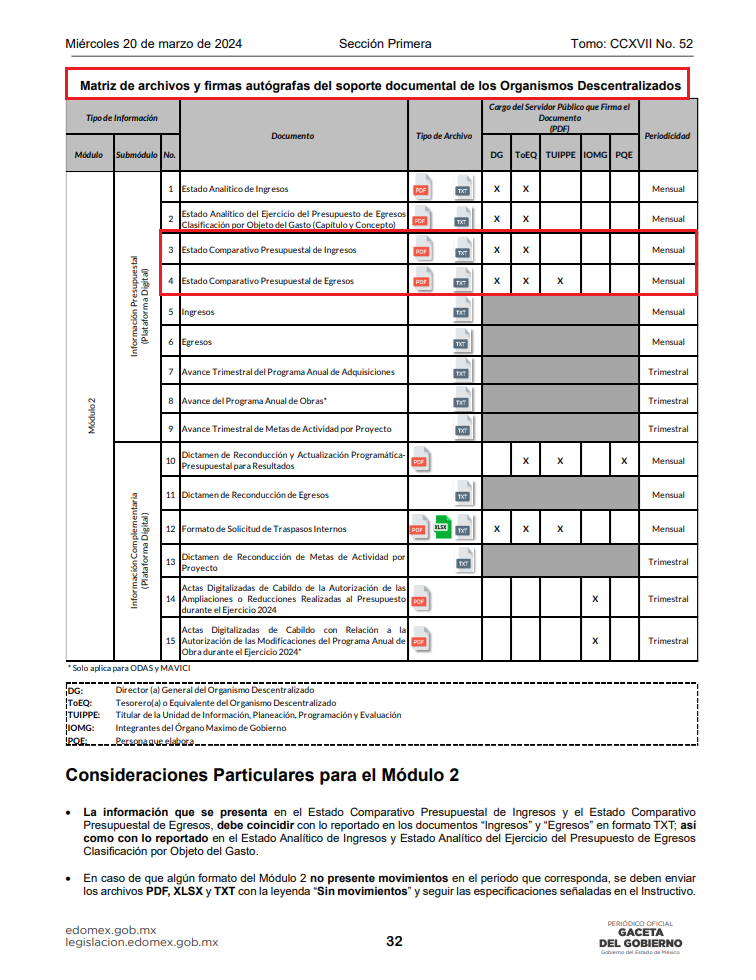 Miércoles 20 de marzo de 2024 Sección Primera Tomo: CCXVII No. 52
Matriz de archivos y firmas autógrafas del soporte documental de los Organismos Descentralizados
Tipo de Información Documento Tipo de Archivo Cargo del Servidor Público que Firma el Documento (PDF) Periodicidad
Módulo Submódulo No. DG ToEQ TUIPPE IOMG PQE
Módulo 2
Información Presupuestal
(Plataforma Digital)
1 Estado Analítico de Ingresos PDF TXT X X Mensual
2 Estado Analítico del Ejercicio del Presupuesto de Egresos
Clasificación por Objeto del Gasto (Capítulo y Concepto) PDF TXT X X Mensual
3 Estado Comparativo Presupuestal de Ingresos PDF TXT X X Mensual
4 Estado Comparativo Presupuestal de Egresos PDF TXT X X X Mensual
5 Ingresos TXT Mensual
6 Egresos TXT Mensual
7 Avance Trimestral del Programa Anual de Adquisiciones TXT Trimestral
8 Avance del Programa Anual de Obras* TXT Trimestral
9 Avance Trimestral de Metas de Actividad por Proyecto TXT Trimestral
Información Complementaria
(Plataforma Digital)
10 Dictamen de Reconducción y Actualización Programática-
Presupuestal para Resultados PDF X X X Mensual
11 Dictamen de Reconducción de Egresos TXT Mensual
12 Formato de Solicitud de Traspasos Internos PDF XLSX TXT X X X Mensual
13 Dictamen de Reconducción de Metas de Actividad por
Proyecto TXT Trimestral
14 Actas Digitalizadas de Cabildo de la Autorización de las
Ampliaciones o Reducciones Realizadas al Presupuesto
durante el Ejercicio 2024 PDF X Trimestral
15 Actas Digitalizadas de Cabildo con Relación a la
Autorización de las Modificaciones del Programa Anual de
Obra durante el Ejercicio 2024* PDF X Trimestral
* Solo aplica para ODAS y MAVICI
DG: Director (a) General del Organismo Descentralizado
ToEQ: Tesorero(a) o Equivalente del Organismo Descentralizado
TUIPPE: Titular de la Unidad de Información, Planeación, Programación y Evaluación
IOMG: Integrantes del Órgano Maximo de Gobierno
PQE: Persona que elabora
Consideraciones Particulares para el Módulo 2
• La información que se presenta en el Estado Comparativo Presupuestal de Ingresos y el Estado Comparativo
Presupuestal de Egresos, debe coincidir con lo reportado en los documentos “Ingresos” y “Egresos” en formato TXT; así
como con lo reportado en el Estado Analítico de Ingresos y Estado Analítico del Ejercicio del Presupuesto de Egresos
Clasificación por Objeto del Gasto.
• En caso de que algún formato del Módulo 2 no presente movimientos en el periodo que corresponda, se deben enviar
los archivos PDF, XLSX y TXT con la leyenda “Sin movimientos” y seguir las especificaciones señaladas en el Instructivo.
edomex.gob.mx
legislacion.edomex.gob.mx
32
PERIÓDICO OFICIAL
GACETA
DEL GOBIERNO
Gobierno del Estado de México